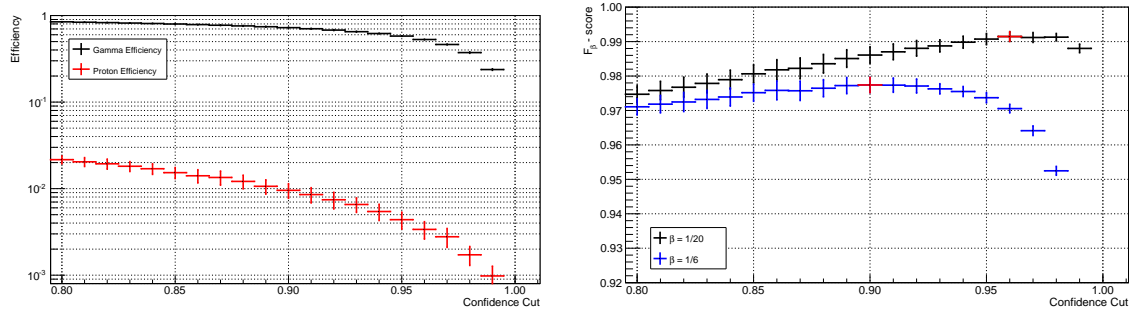 Efficiency
1
10⁻¹
10⁻²
10⁻³
Gamma Efficiency
Proton Efficiency
0.80 0.85 0.90 0.95 1.00
Confidence Cut
Fβ - score
1.00
0.99
0.98
0.97
0.96
0.95
0.94
0.93
0.92
β = 1/20
β = 1/6
0.80 0.85 0.90 0.95 1.00
Confidence Cut